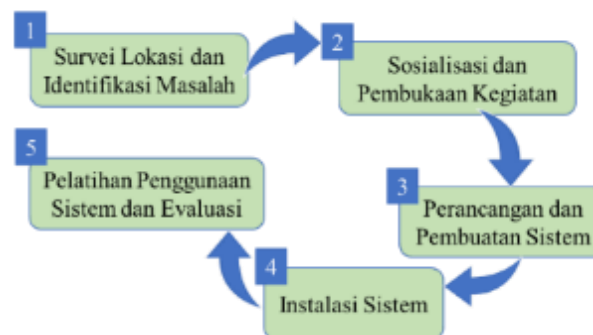 1
Survei Lokasi dan
Identifikasi Masalah
2
Sosialisasi dan
Pembukaan Kegiatan
3
Perancangan dan
Pembuatan Sistem
4
Instalasi Sistem
5
Pelatihan Penggunaan
Sistem dan Evaluasi